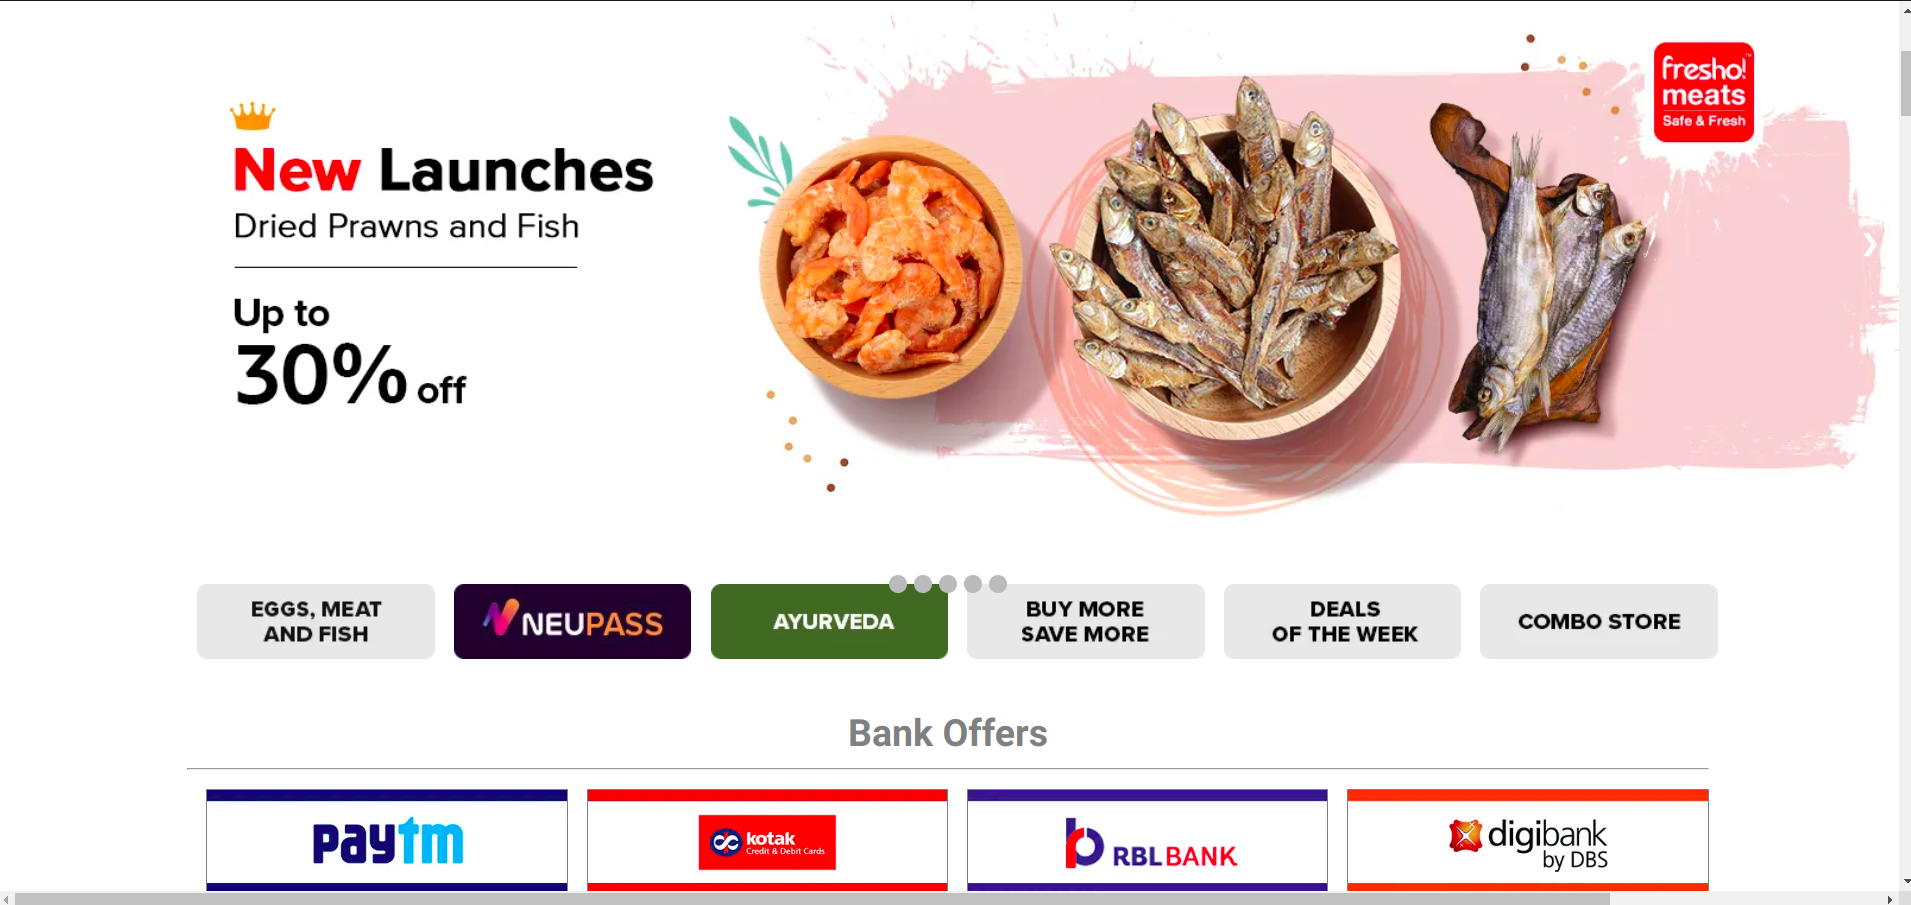 fresho!
meats
Safe & Fresh
New Launches
Dried Prawns and Fish
Up to
30% off
EGGS, MEAT
AND FISH
NEUPASS
AYURVEDA
BUY MORE
SAVE MORE
DEALS
OF THE WEEK
COMBO STORE
Bank Offers
paytm
kotak
Credit & Debit Cards
RBL BANK
digibank
by DBS